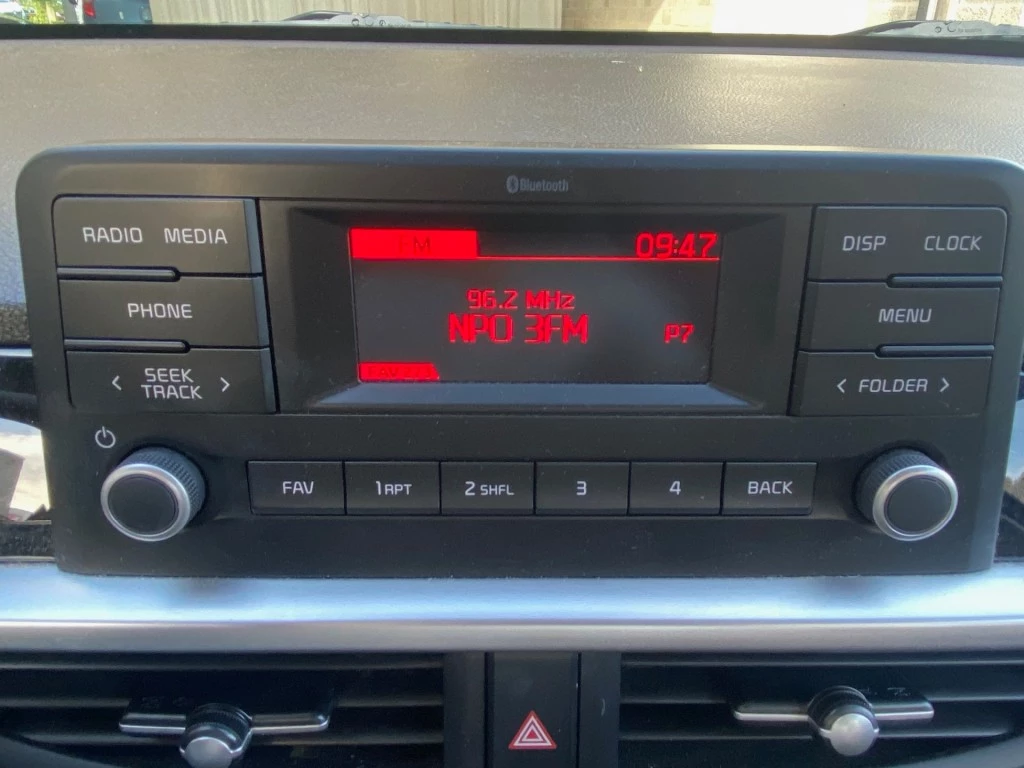 Bluetooth
RADIO MEDIA
FM
09:47
DISP CLOCK
PHONE
96.2 MHz
NPO 3FM
P7
MENU
< SEEK TRACK >
FAV
< FOLDER >
FAV
1 RPT
2 SHFL
3
4
BACK